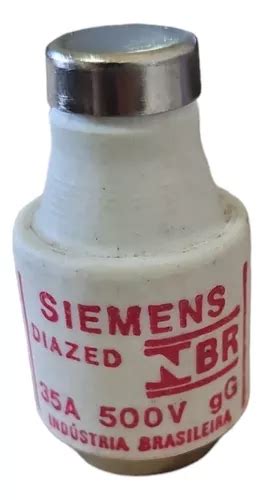 SIEMENS
DIAZED BR
35A 500V gG
INDÚSTRIA BRASILEIRA